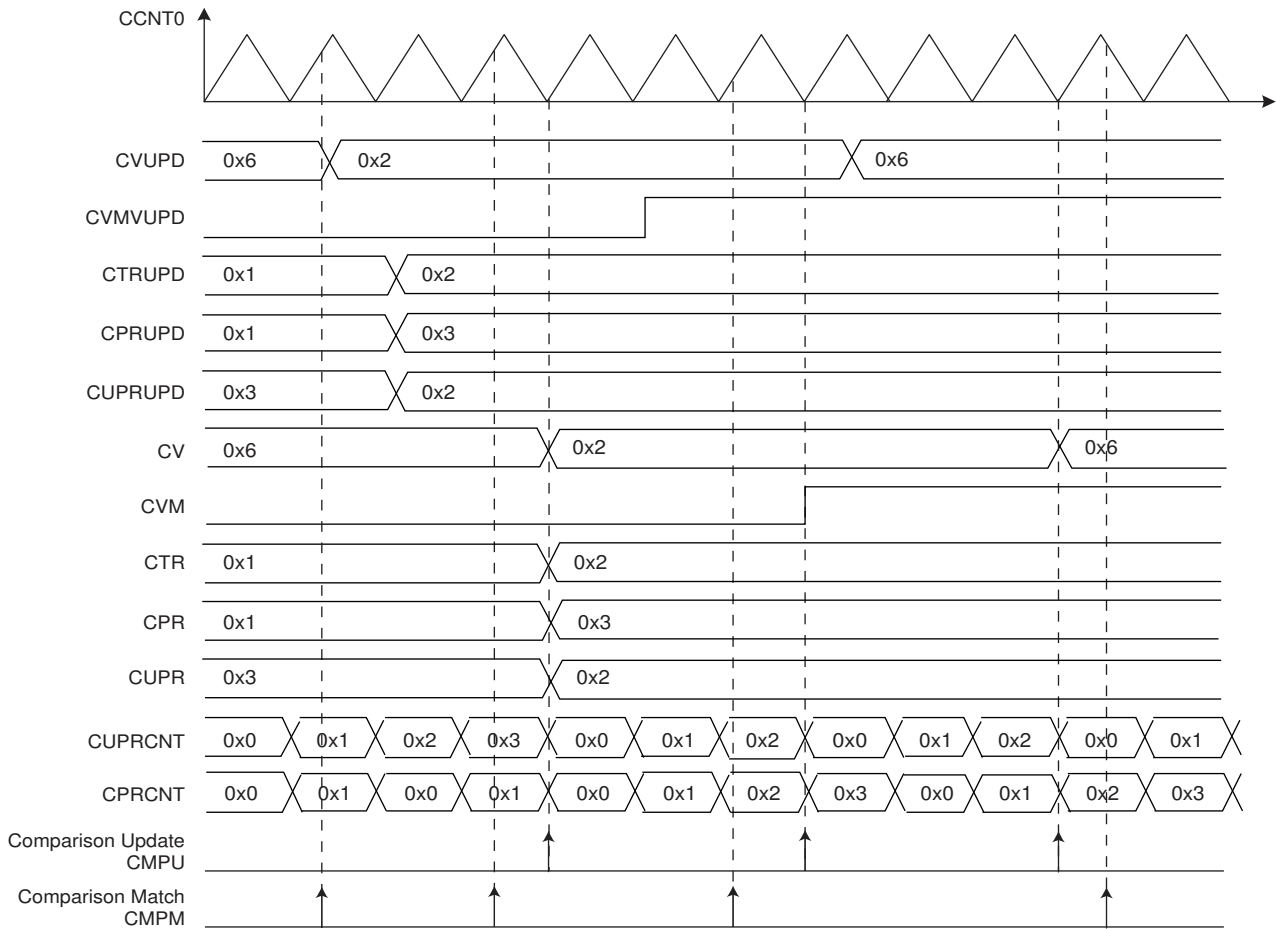 CCNT0
CVUPD 0x6 0x2 0x6
CVMVUPD
CTRUPD 0x1 0x2
CPRUPD 0x1 0x3
CUPRUPD 0x3 0x2
CV 0x6 0x2 0x6
CVM
CTR 0x1 0x2
CPR 0x1 0x3
CUPR 0x3 0x2
CUPRCNT 0x0 0x1 0x2 0x3 0x0 0x1 0x2 0x0 0x1 0x2 0x0 0x1
CPRCNT 0x0 0x1 0x0 0x1 0x0 0x1 0x2 0x3 0x0 0x1 0x2 0x3
Comparison Update
CMPU
Comparison Match
CMPM